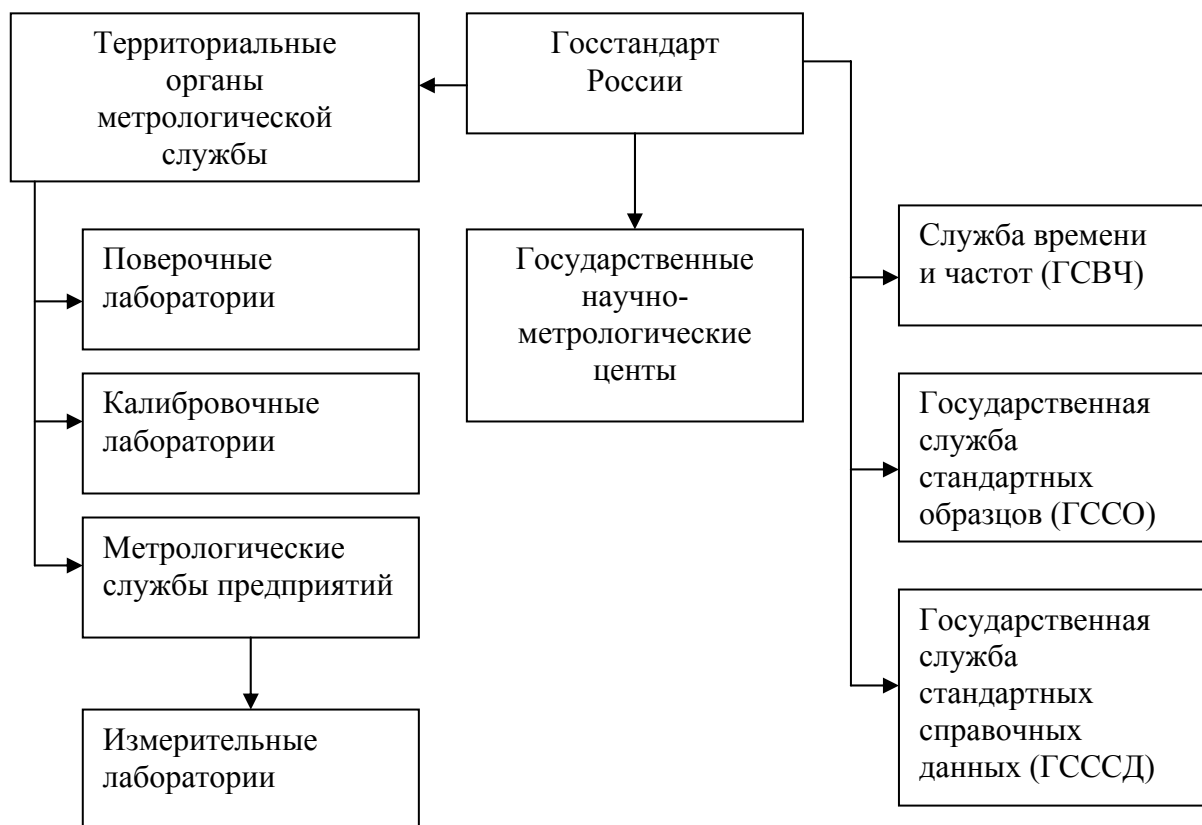 Территориальные
органы
метрологической
службы
Госстандарт
России
Поверочные
лаборатории
Государственные
научно-
метрологические
центы
Служба времени
и частот (ГСВЧ)
Калибровочные
лаборатории
Государственная
служба
стандартных
образцов (ГССО)
Метрологические
службы предприятий
Государственная
служба
стандартных
справочных
данных (ГСССД)
Измерительные
лаборатории